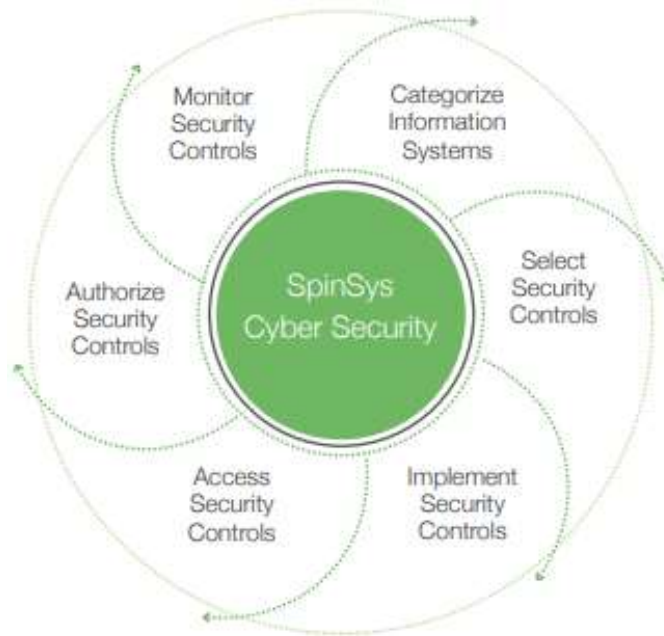 Monitor
Security
Controls
Categorize
Information
Systems
Select
Security
Controls
Implement
Security
Controls
Access
Security
Controls
Authorize
Security
Controls
SpinSys
Cyber Security